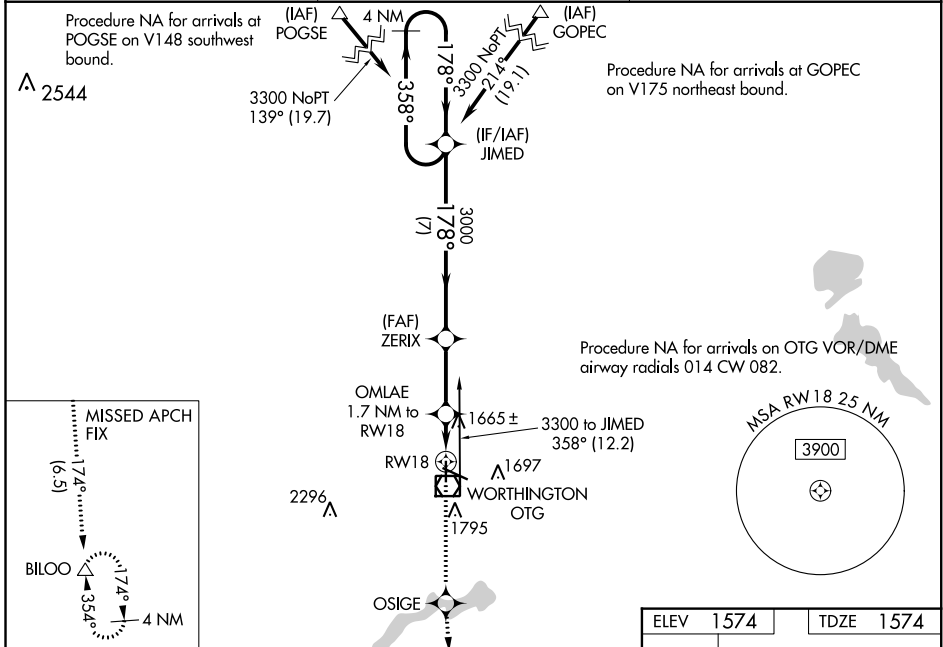 Procedure NA for arrivals at
POGSE on V148 southwest
bound.
2544
(IAF)
POGSE
4 NM
(IAF)
GOPEC
3300 NoPT
139° (19.7)
358°
178°
3300 NoPT
214°
(19.1)
Procedure NA for arrivals at GOPEC
on V175 northeast bound.
(IF/IAF)
JIMED
3000
178°
(7)
(FAF)
ZERIX
Procedure NA for arrivals on OTG VOR/DME
airway radials 014 CW 082.
OMLAE
1.7 NM to
RW18
1665 ±
3300 to JIMED
358° (12.2)
RW18
1697
WORTHINGTON
OTG
2296
1795
OSIGE
MISSED APCH
FIX
174°
(6.5)
BILOO
174°
354°
4 NM
MSA RW18 25 NM
3900
ELEV 1574
TDZE 1574